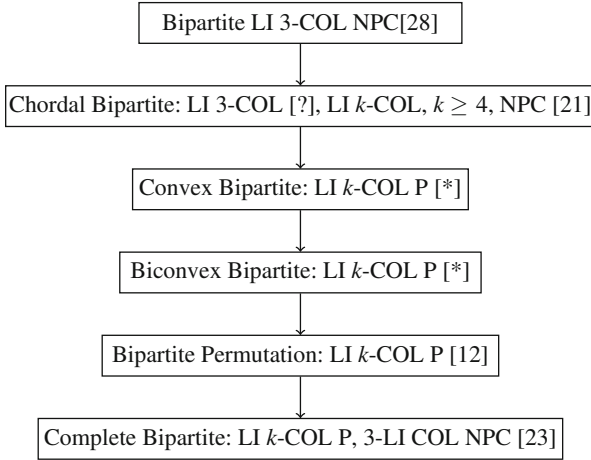 Bipartite LI 3-COL NPC[28]
Chordal Bipartite: LI 3-COL [?], LI k-COL, k ≥ 4, NPC [21]
Convex Bipartite: LI k-COL P [*]
Biconvex Bipartite: LI k-COL P [*]
Bipartite Permutation: LI k-COL P [12]
Complete Bipartite: LI k-COL P, 3-LI COL NPC [23]